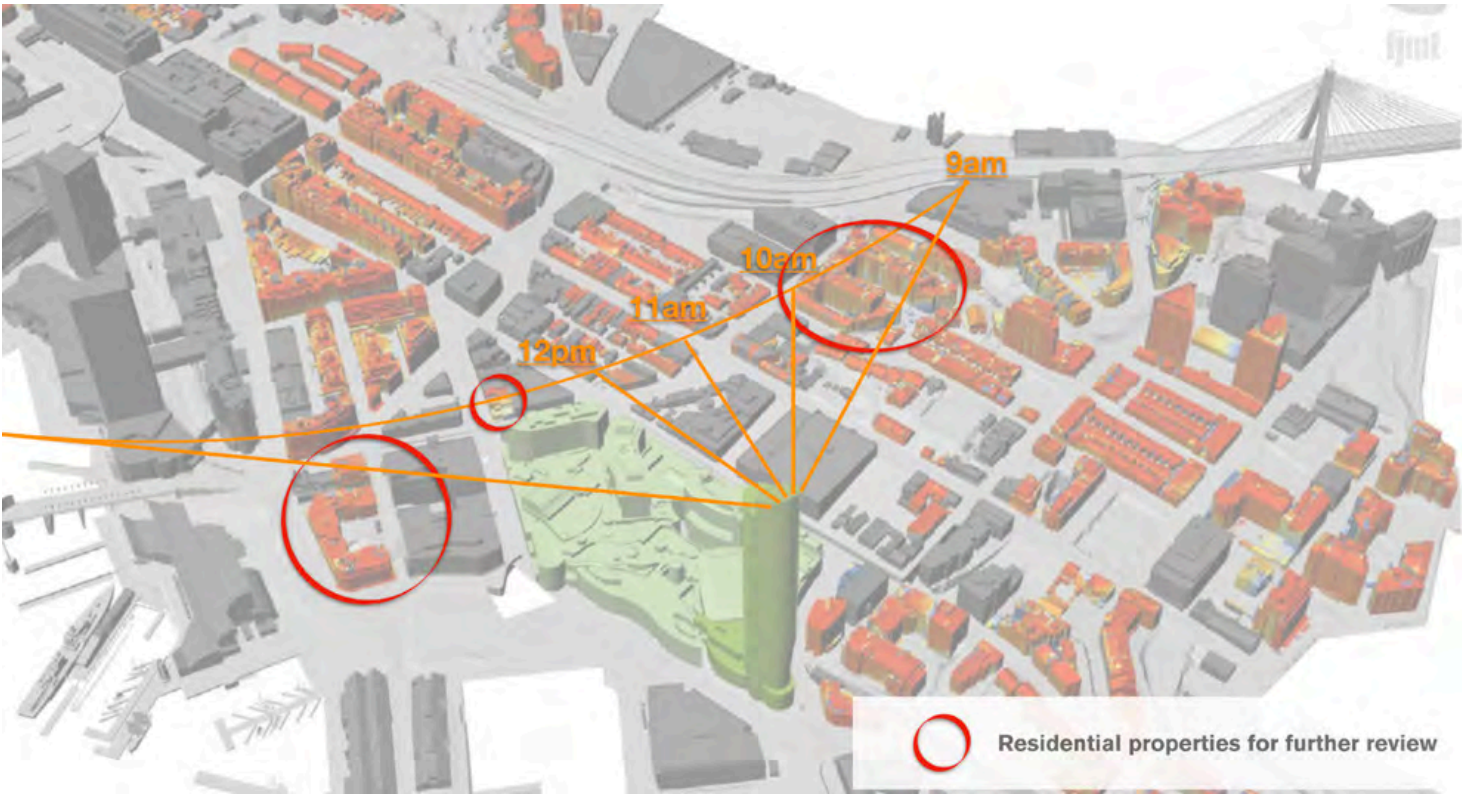 fjmt
9am
10am
11am
12pm
Residential properties for further review